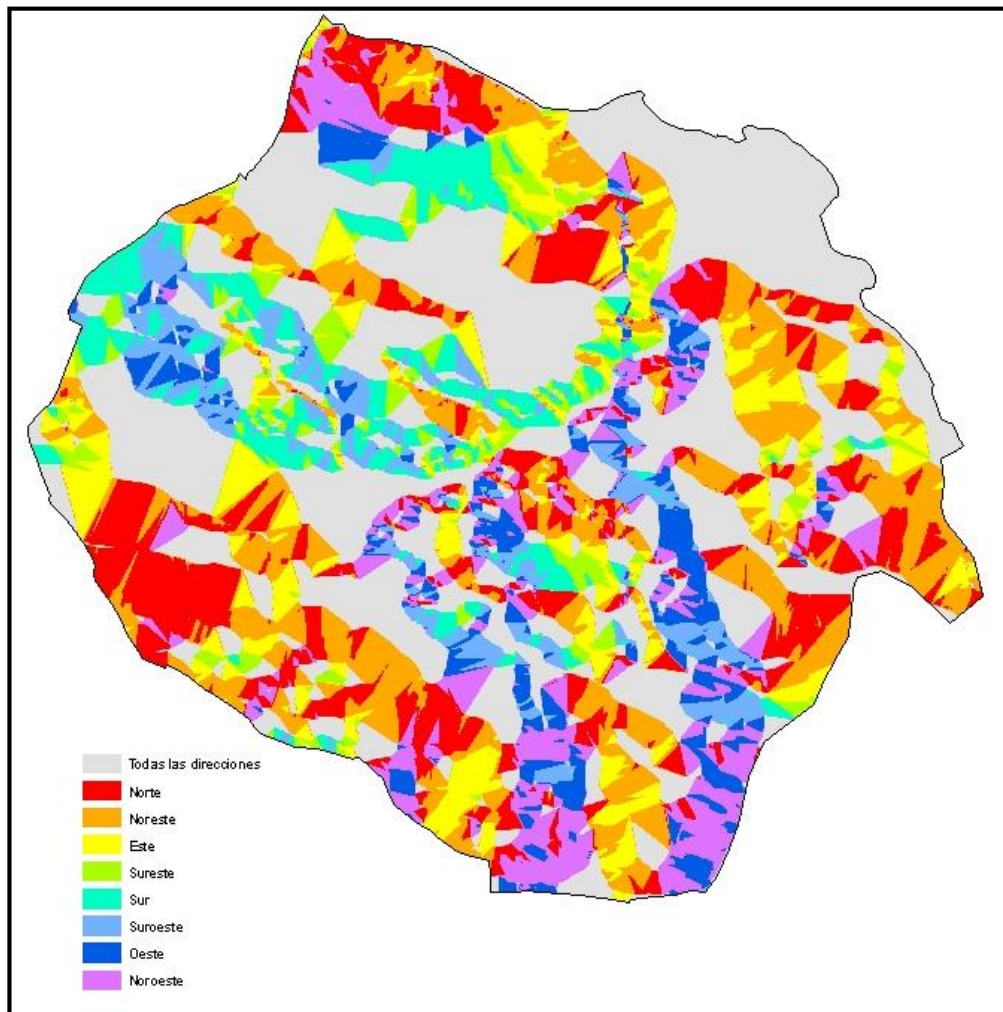 Todas las direcciones
Norte
Noreste
Este
Sureste
Sur
Suroeste
Oeste
Noroeste